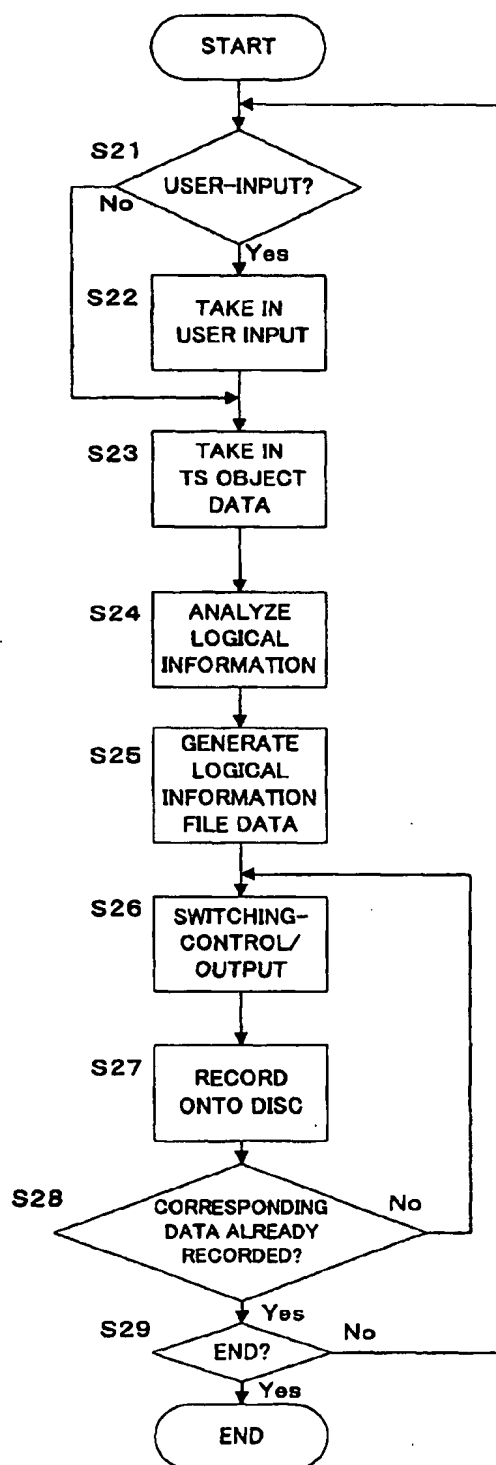 START
S21
USER-INPUT?
No
Yes
S22
TAKE IN
USER INPUT
S23
TAKE IN
TS OBJECT
DATA
S24
ANALYZE
LOGICAL
INFORMATION
S25
GENERATE
LOGICAL
INFORMATION
FILE DATA
S26
SWITCHING-
CONTROL/
OUTPUT
S27
RECORD
ONTO DISC
S28
CORRESPONDING
DATA ALREADY
RECORDED?
No
Yes
S29
END?
No
Yes
END